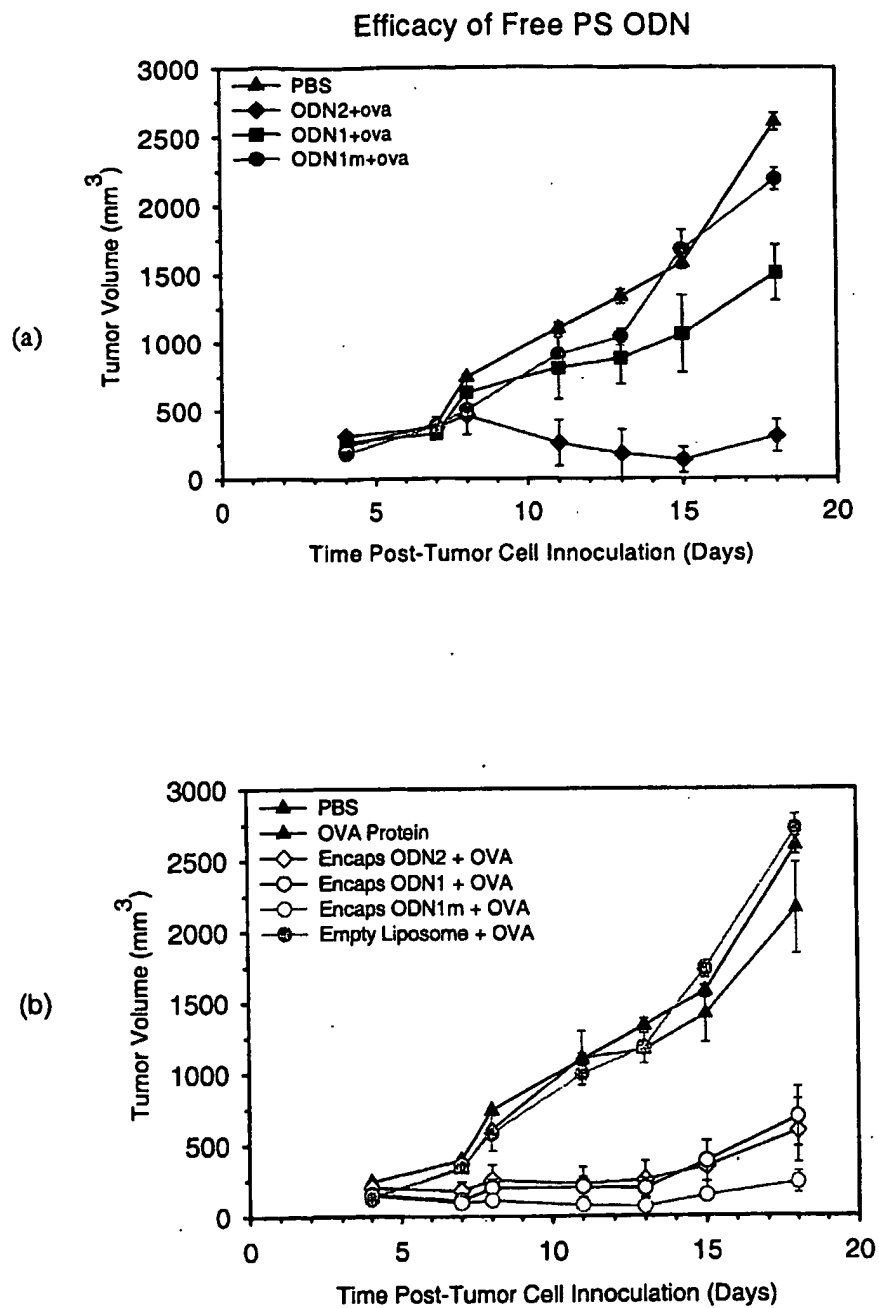 Efficacy of Free PS ODN
(a)
Tumor Volume (mm3)
3000
2500
2000
1500
1000
500
0
PBS
ODN2+ova
ODN1+ova
ODN1m+ova
0 5 10 15 20
Time Post-Tumor Cell Innoculation (Days)
(b)
Tumor Volume (mm3)
3000
2500
2000
1500
1000
500
0
PBS
OVA Protein
Encaps ODN2 + OVA
Encaps ODN1 + OVA
Encaps ODN1m + OVA
Empty Liposome + OVA
0 5 10 15 20
Time Post-Tumor Cell Innoculation (Days)